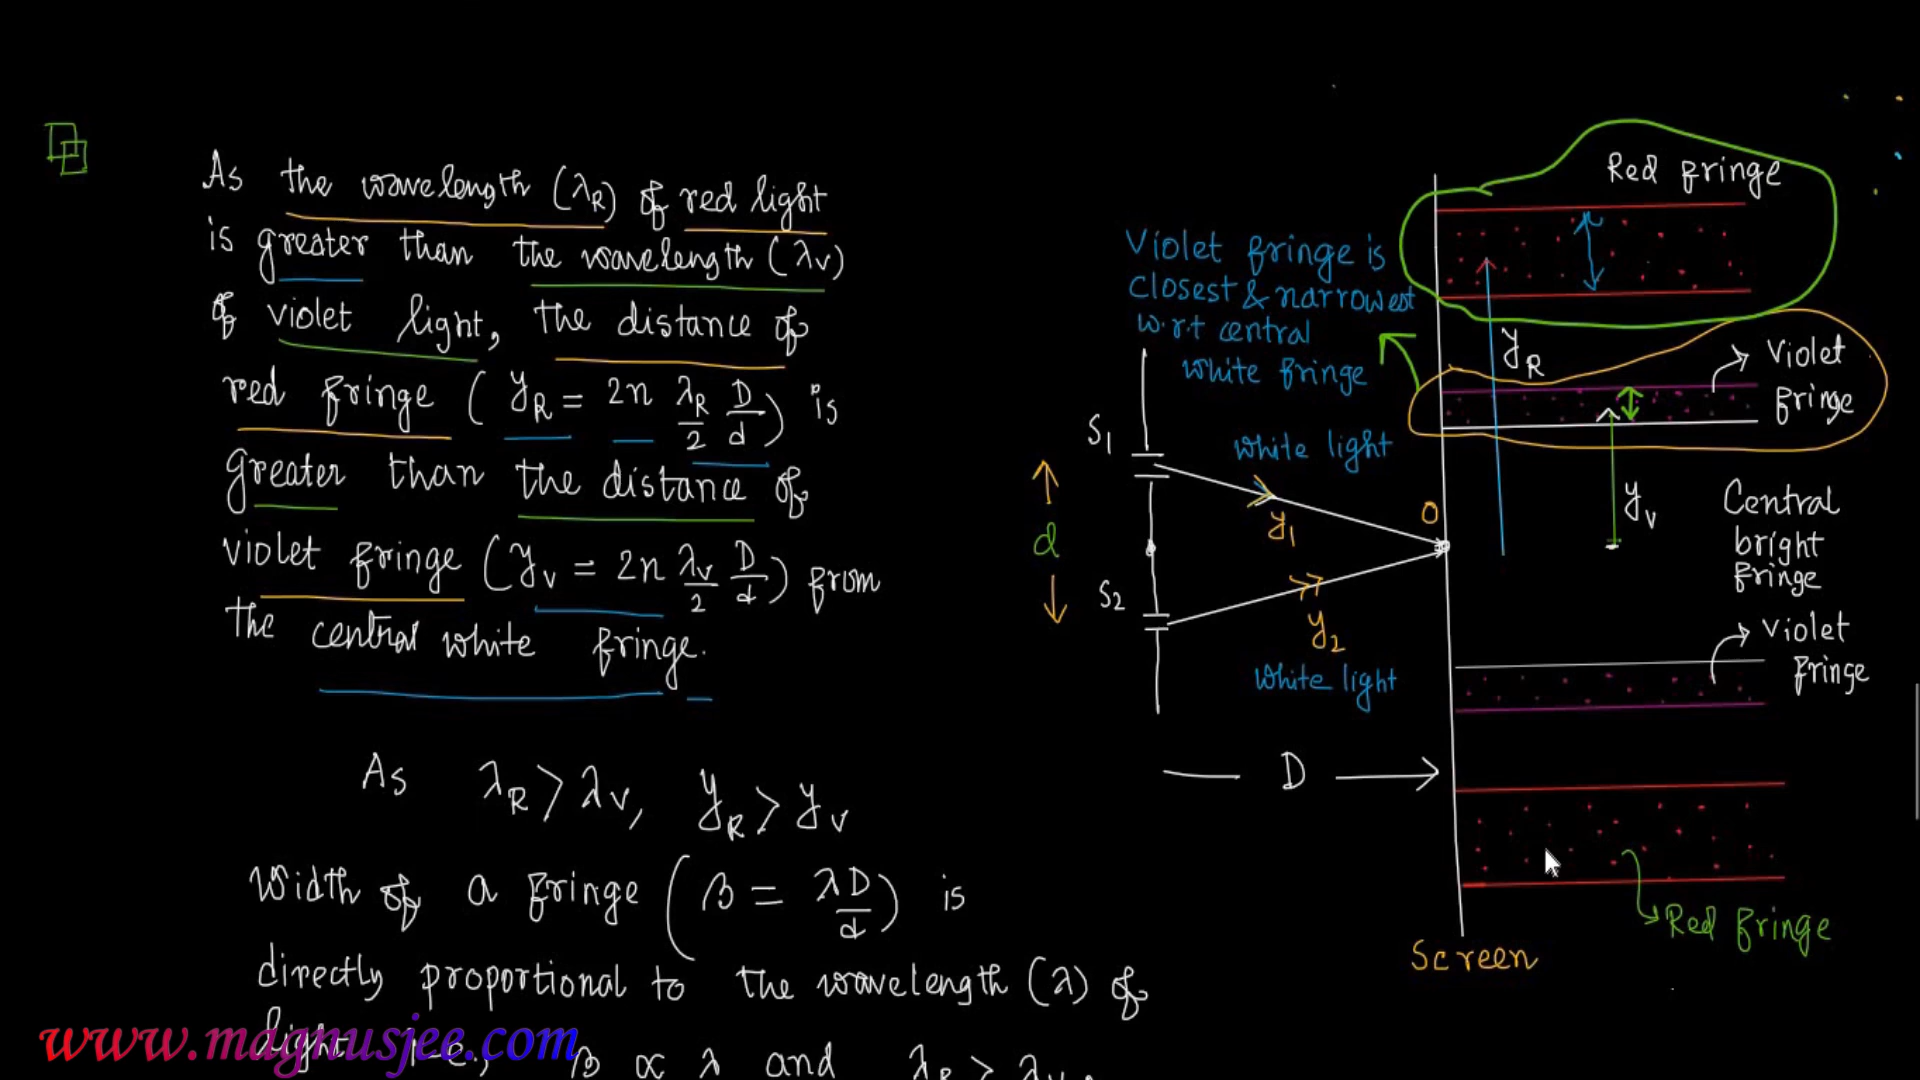 As the wavelength (λR) of red light
is greater than the wavelength (λv)
of violet light, the distance of
red fringe ( yR = 2n λR/2 D/d ) is
greater than the distance of
violet fringe ( yv = 2n λv/2 D/d ) from
the central white fringe.
As λR > λv, yR > yv
Width of a fringe ( β = λD/d ) is
directly proportional to the wavelength (λ) of
light i-e., β ∝ λ and λR > λv.
www.magnusjee.com
Red fringe
Violet fringe is
closest & narrowest
w.r.t central
white fringe
yR
Violet
fringe
S1
white light
d
y1
O
yv
Central
bright
fringe
S2
y2
white light
Violet
fringe
D
Red fringe
Screen